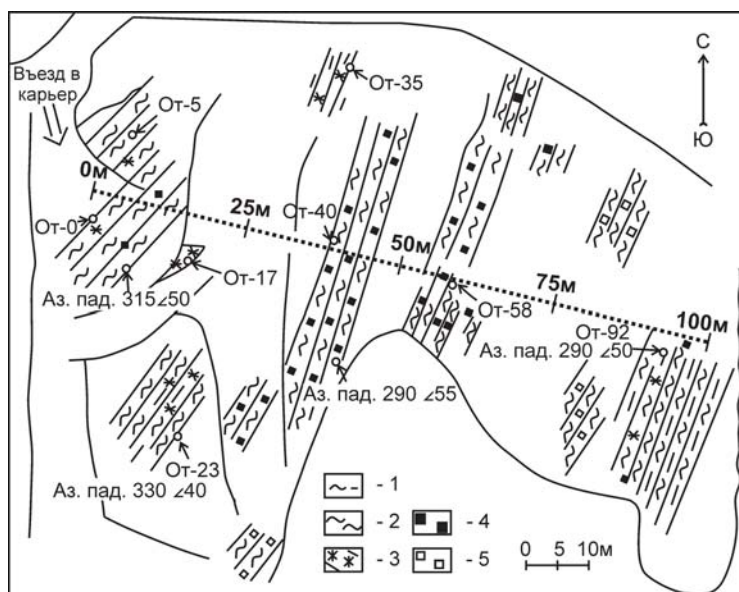 Въезд в
карьер
От-5
От-35
С
Ю
0м
25м
От-0
От-40
50м
От-17
75м
Аз. пад. 315∠50
От-58
100м
От-92
Аз. пад. 290 ∠50
Аз. пад. 290 ∠55
От-23
Аз. пад. 330 ∠40
- 1
- 2
- 4
- 3
- 5
0 5 10м